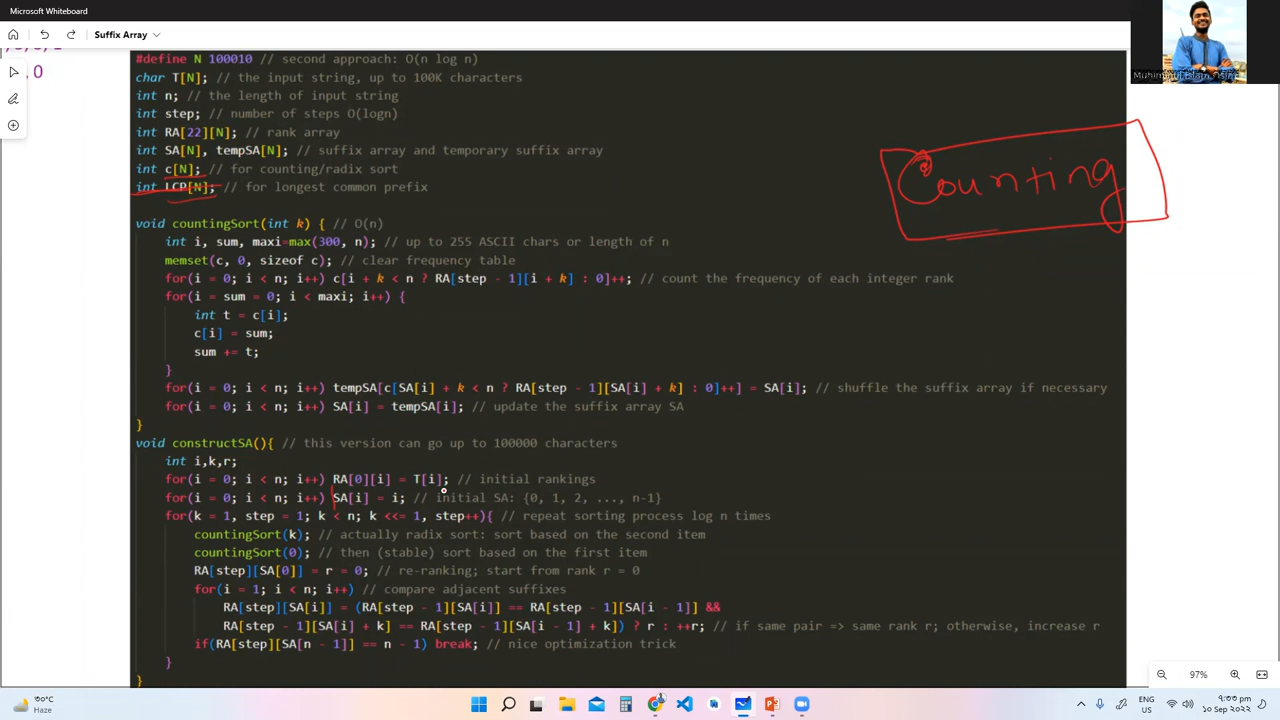 Microsoft Whiteboard
Suffix Array
, 0
#define N 100010 // second approach: O(n log n)
char T[N]; // the input string, up to 100K characters
int n; // the length of input string
int step; // number of steps O(logn)
int RA[22][N]; // rank array
int SA[N], tempSA[N]; // suffix array and temporary suffix array
int c[N]; // for counting/radix sort
int LCP[N]; // for longest common prefix
void countingSort(int k) { // O(n)
int i, sum, maxi=max(300, n); // up to 255 ASCII chars or length of n
memset(c, 0, sizeof c); // clear frequency table
for(i = 0; i < n; i++) c[i + k < n ? RA[step - 1][i + k] : 0]++; // count the frequency of each integer rank
for(i = sum = 0; i < maxi; i++) {
int t = c[i];
c[i] = sum;
sum += t;
}
for(i = 0; i < n; i++) tempSA[c[SA[i] + k < n ? RA[step - 1][SA[i] + k] : 0]++] = SA[i]; // shuffle the suffix array if necessary
for(i = 0; i < n; i++) SA[i] = tempSA[i]; // update the suffix array SA
}
void constructSA(){ // this version can go up to 100000 characters
int i,k,r;
for(i = 0; i < n; i++) RA[0][i] = T[i]; // initial rankings
for(i = 0; i < n; i++) SA[i] = i; // initial SA: {0, 1, 2, ..., n-1}
for(k = 1, step = 1; k < n; k <<= 1, step++){ // repeat sorting process log n times
countingSort(k); // actually radix sort: sort based on the second item
countingSort(0); // then (stable) sort based on the first item
RA[step][SA[0]] = r = 0; // re-ranking; start from rank r = 0
for(i = 1; i < n; i++) // compare adjacent suffixes
RA[step][SA[i]] = (RA[step - 1][SA[i]] == RA[step - 1][SA[i - 1]] &&
RA[step - 1][SA[i] + k] == RA[step - 1][SA[i - 1] + k]) ? r : ++r; // if same pair => same rank r; otherwise, increase r
if(RA[step][SA[n - 1]] == n - 1) break; // nice optimization trick
}
}
Counting
97%
৩০°C
Haze
ENG
US
১০ সেপ ২০২২